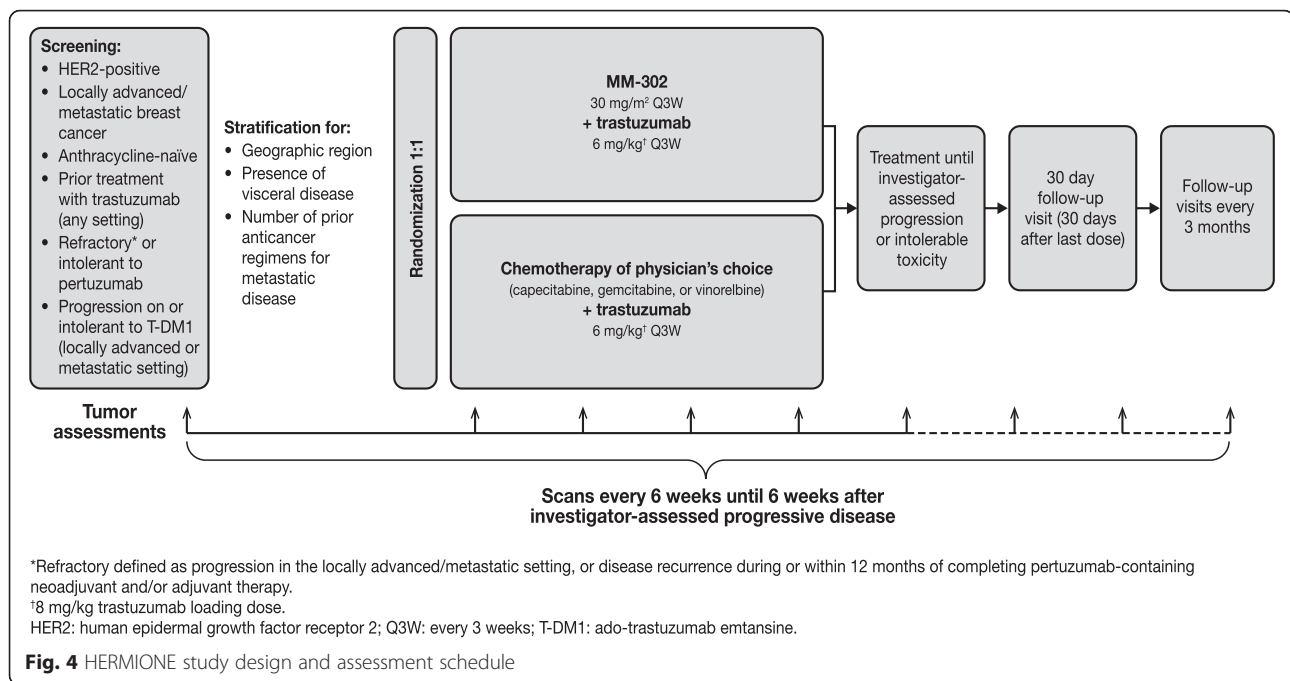 Screening:
• HER2-positive
• Locally advanced/
metastatic breast
cancer
• Anthracycline-naïve
• Prior treatment
with trastuzumab
(any setting)
• Refractory* or
intolerant to
pertuzumab
• Progression on or
intolerant to T-DM1
(locally advanced or
metastatic setting)
Stratification for:
• Geographic region
• Presence of
visceral disease
• Number of prior
anticancer
regimens for
metastatic
disease
Randomization 1:1
MM-302
30 mg/m² Q3W
+ trastuzumab
6 mg/kg† Q3W
Chemotherapy of physician’s choice
(capecitabine, gemcitabine, or vinorelbine)
+ trastuzumab
6 mg/kg† Q3W
Treatment until
investigator-
assessed
progression
or intolerable
toxicity
30 day
follow-up
visit (30 days
after last dose)
Follow-up
visits every
3 months
Tumor
assessments
Scans every 6 weeks until 6 weeks after
investigator-assessed progressive disease
*Refractory defined as progression in the locally advanced/metastatic setting, or disease recurrence during or within 12 months of completing pertuzumab-containing
neoadjuvant and/or adjuvant therapy.
†8 mg/kg trastuzumab loading dose.
HER2: human epidermal growth factor receptor 2; Q3W: every 3 weeks; T-DM1: ado-trastuzumab emtansine.
Fig. 4 HERMIONE study design and assessment schedule